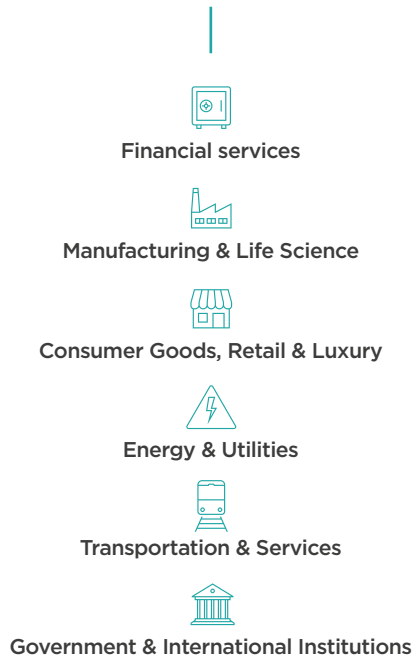 Financial services
Manufacturing & Life Science
Consumer Goods, Retail & Luxury
Energy & Utilities
Transportation & Services
Government & International Institutions